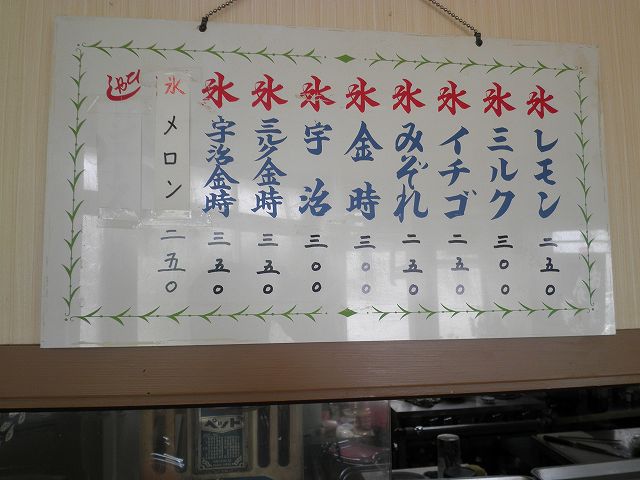 氷レモン二五〇
氷ミルク三〇〇
氷イチゴ二五〇
氷みぞれ二五〇
氷金時三〇〇
氷宇治三〇〇
氷ミルク金時三五〇
氷宇治金時三五〇
氷メロン二五〇
ペット